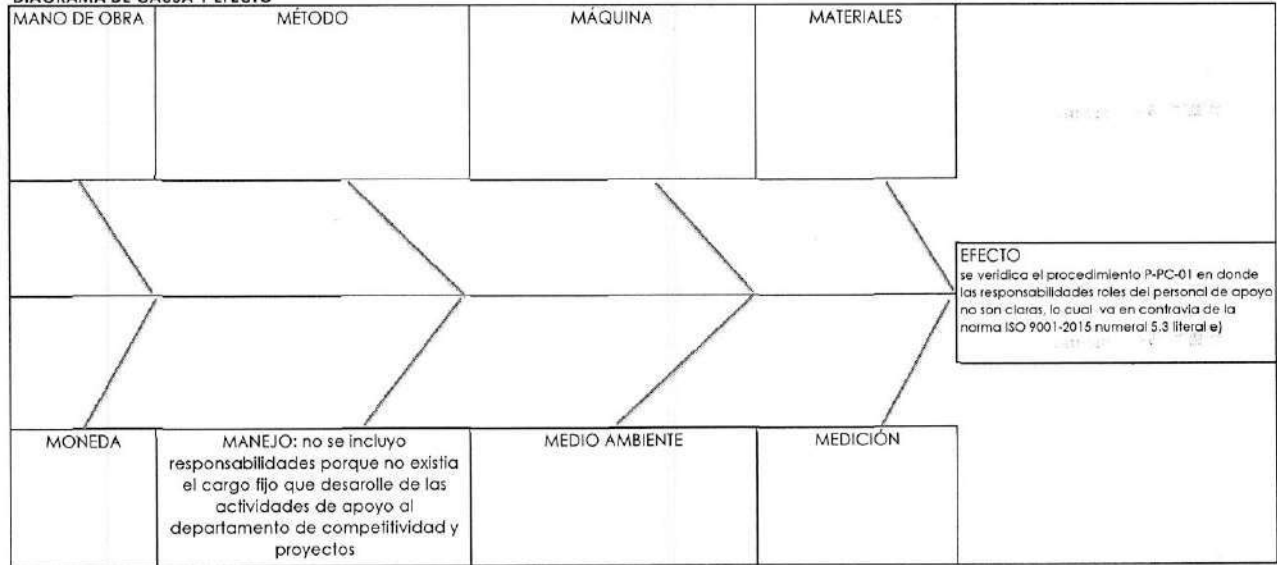 DIAGRAMA DE CAUSA Y EFECTO
MANO DE OBRA
MÉTODO
MÁQUINA
MATERIALES
EFECTO
se veridica el procedimiento P-PC-01 en donde
las responsabilidades roles del personal de apoyo
no son claras, lo cual va en contravia de la
norma ISO 9001-2015 numeral 5.3 literal e)
MONEDA
MANEJO: no se incluyo
responsabilidades porque no existia
el cargo fijo que desarolle de las
actividades de apoyo al
departamento de competitividad y
proyectos
MEDIO AMBIENTE
MEDICIÓN